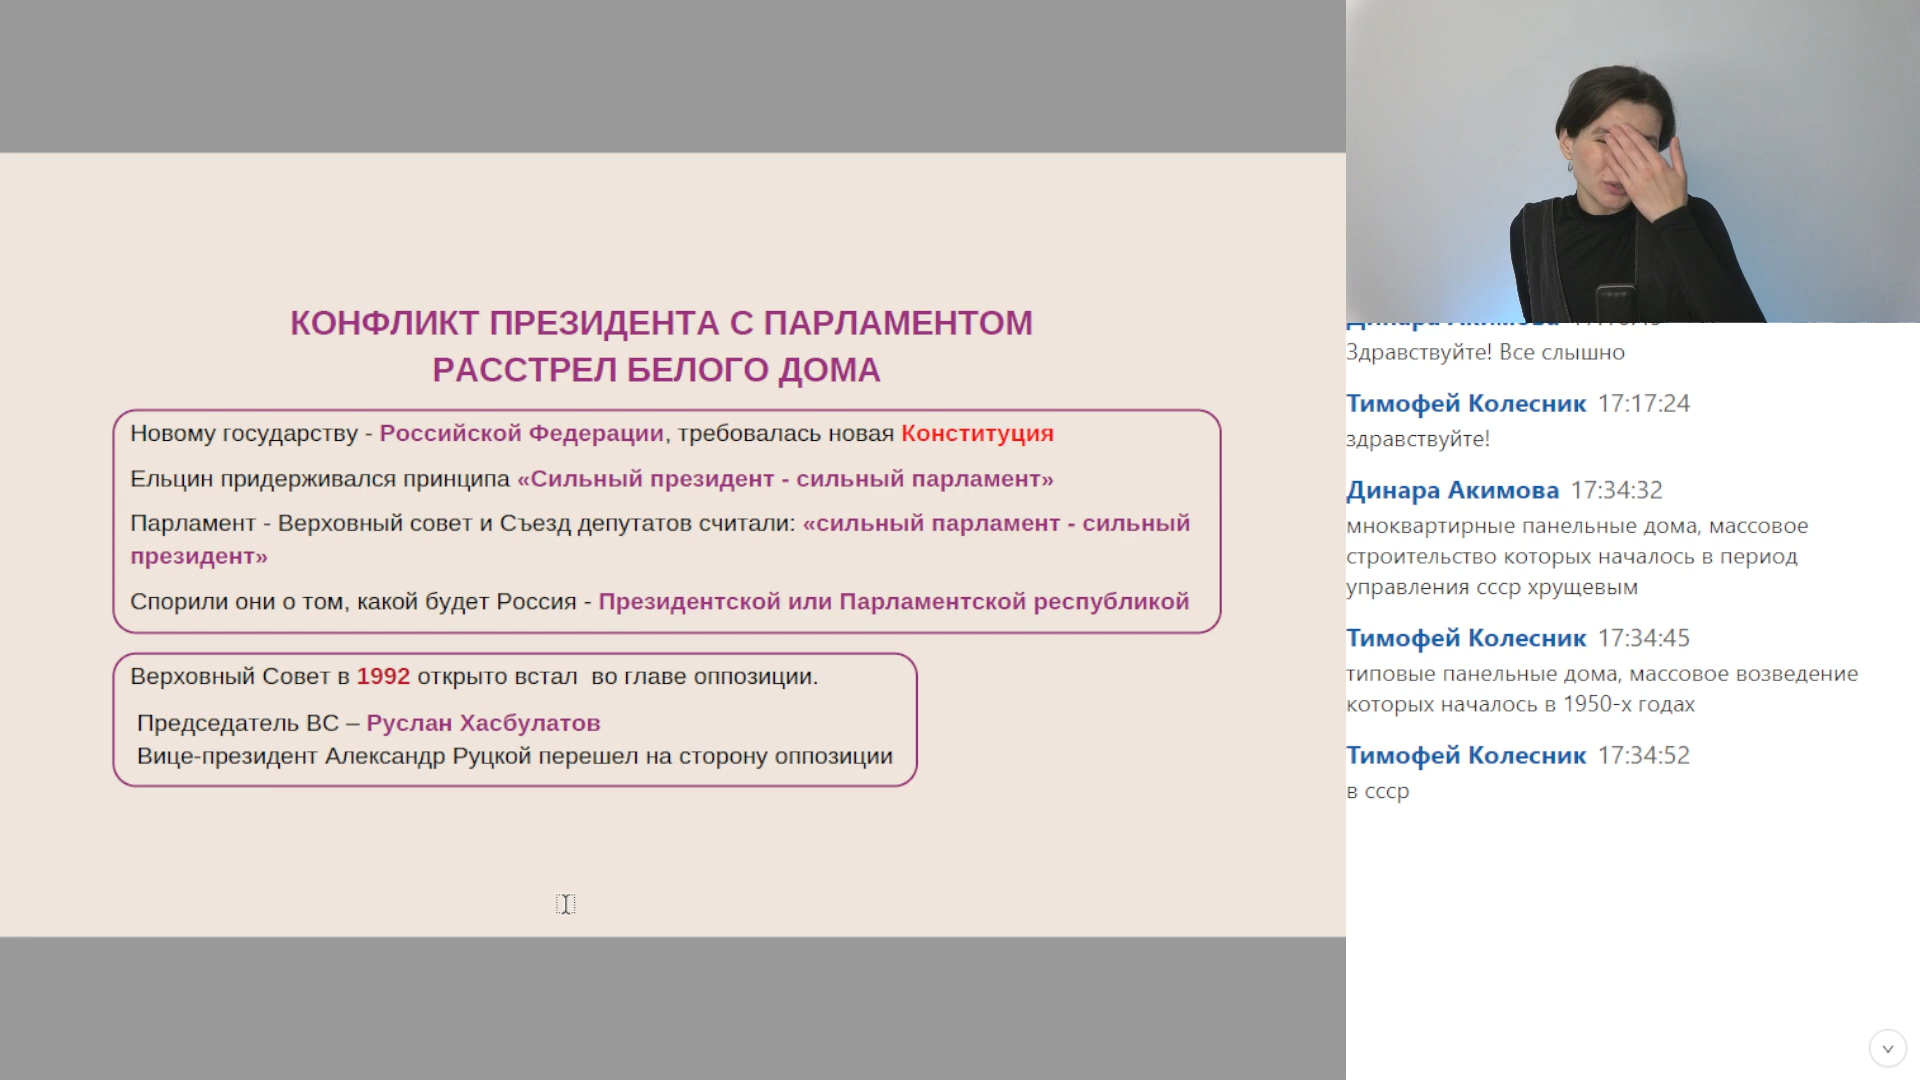 КОНФЛИКТ ПРЕЗИДЕНТА С ПАРЛАМЕНТОМ
РАССТРЕЛ БЕЛОГО ДОМА
Новому государству - Российской Федерации, требовалась новая Конституция
Ельцин придерживался принципа «Сильный президент - сильный парламент»
Парламент - Верховный совет и Съезд депутатов считали: «сильный парламент - сильный
президент»
Спорили они о том, какой будет Россия - Президентской или Парламентской республикой
Верховный Совет в 1992 открыто встал во главе оппозиции.
Председатель ВС – Руслан Хасбулатов
Вице-президент Александр Руцкой перешел на сторону оппозиции
Динара Акимова
Здравствуйте! Все слышно
Тимофей Колесник 17:17:24
здравствуйте!
Динара Акимова 17:34:32
мноквартирные панельные дома, массовое
строительство которых началось в период
управления ссср хрущевым
Тимофей Колесник 17:34:45
типовые панельные дома, массовое возведение
которых началось в 1950-х годах
Тимофей Колесник 17:34:52
в ссср